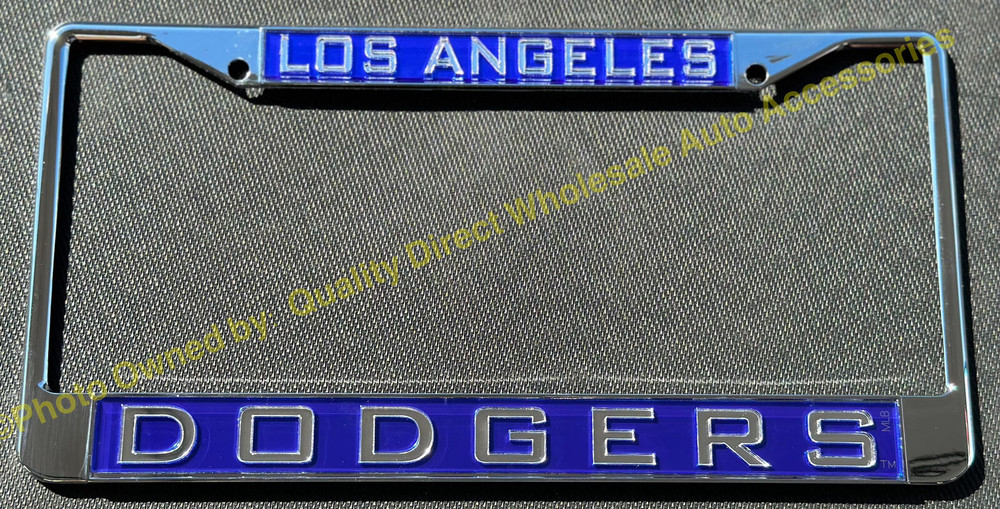 LOS ANGELES
Photo Owned by: Quality Direct Wholesale Auto Accessories
DODGERS
MLB
TM